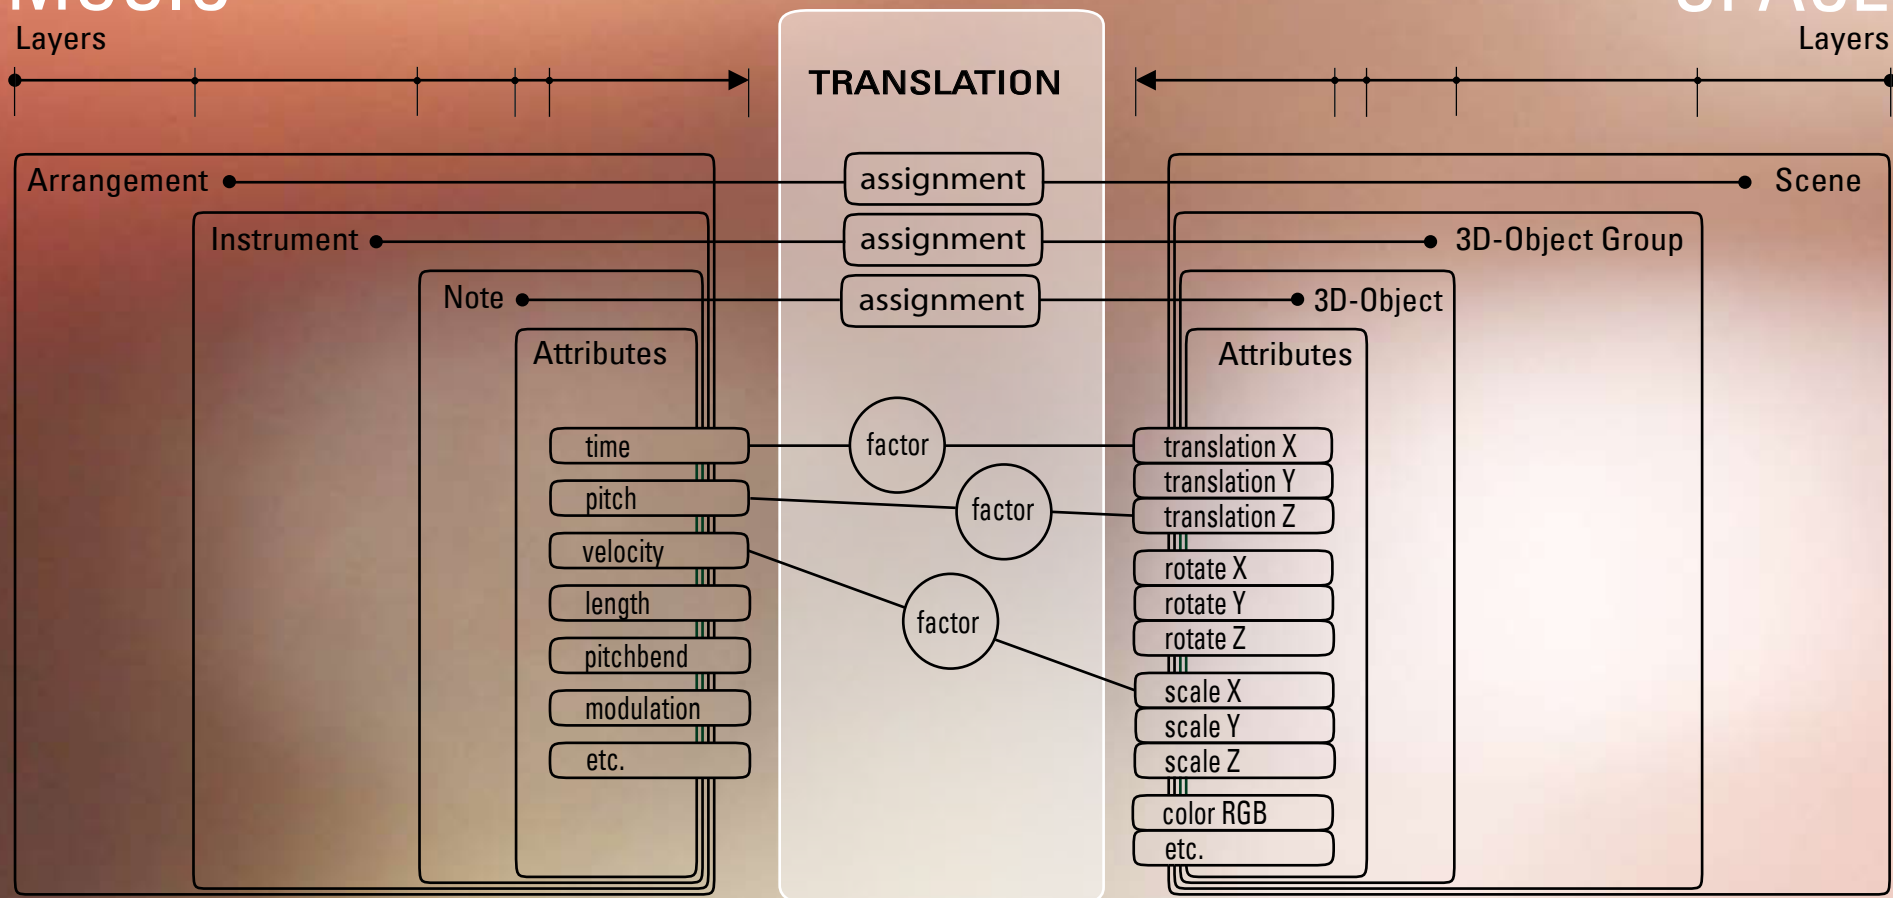 MUSIC
SPACE
Layers
Layers
TRANSLATION
Arrangement
assignment
Scene
Instrument
assignment
3D-Object Group
Note
assignment
3D-Object
Attributes
Attributes
time
factor
translation X
translation Y
pitch
factor
translation Z
velocity
rotate X
length
factor
rotate Y
rotate Z
pitchbend
scale X
modulation
scale Y
etc.
scale Z
color RGB
etc.